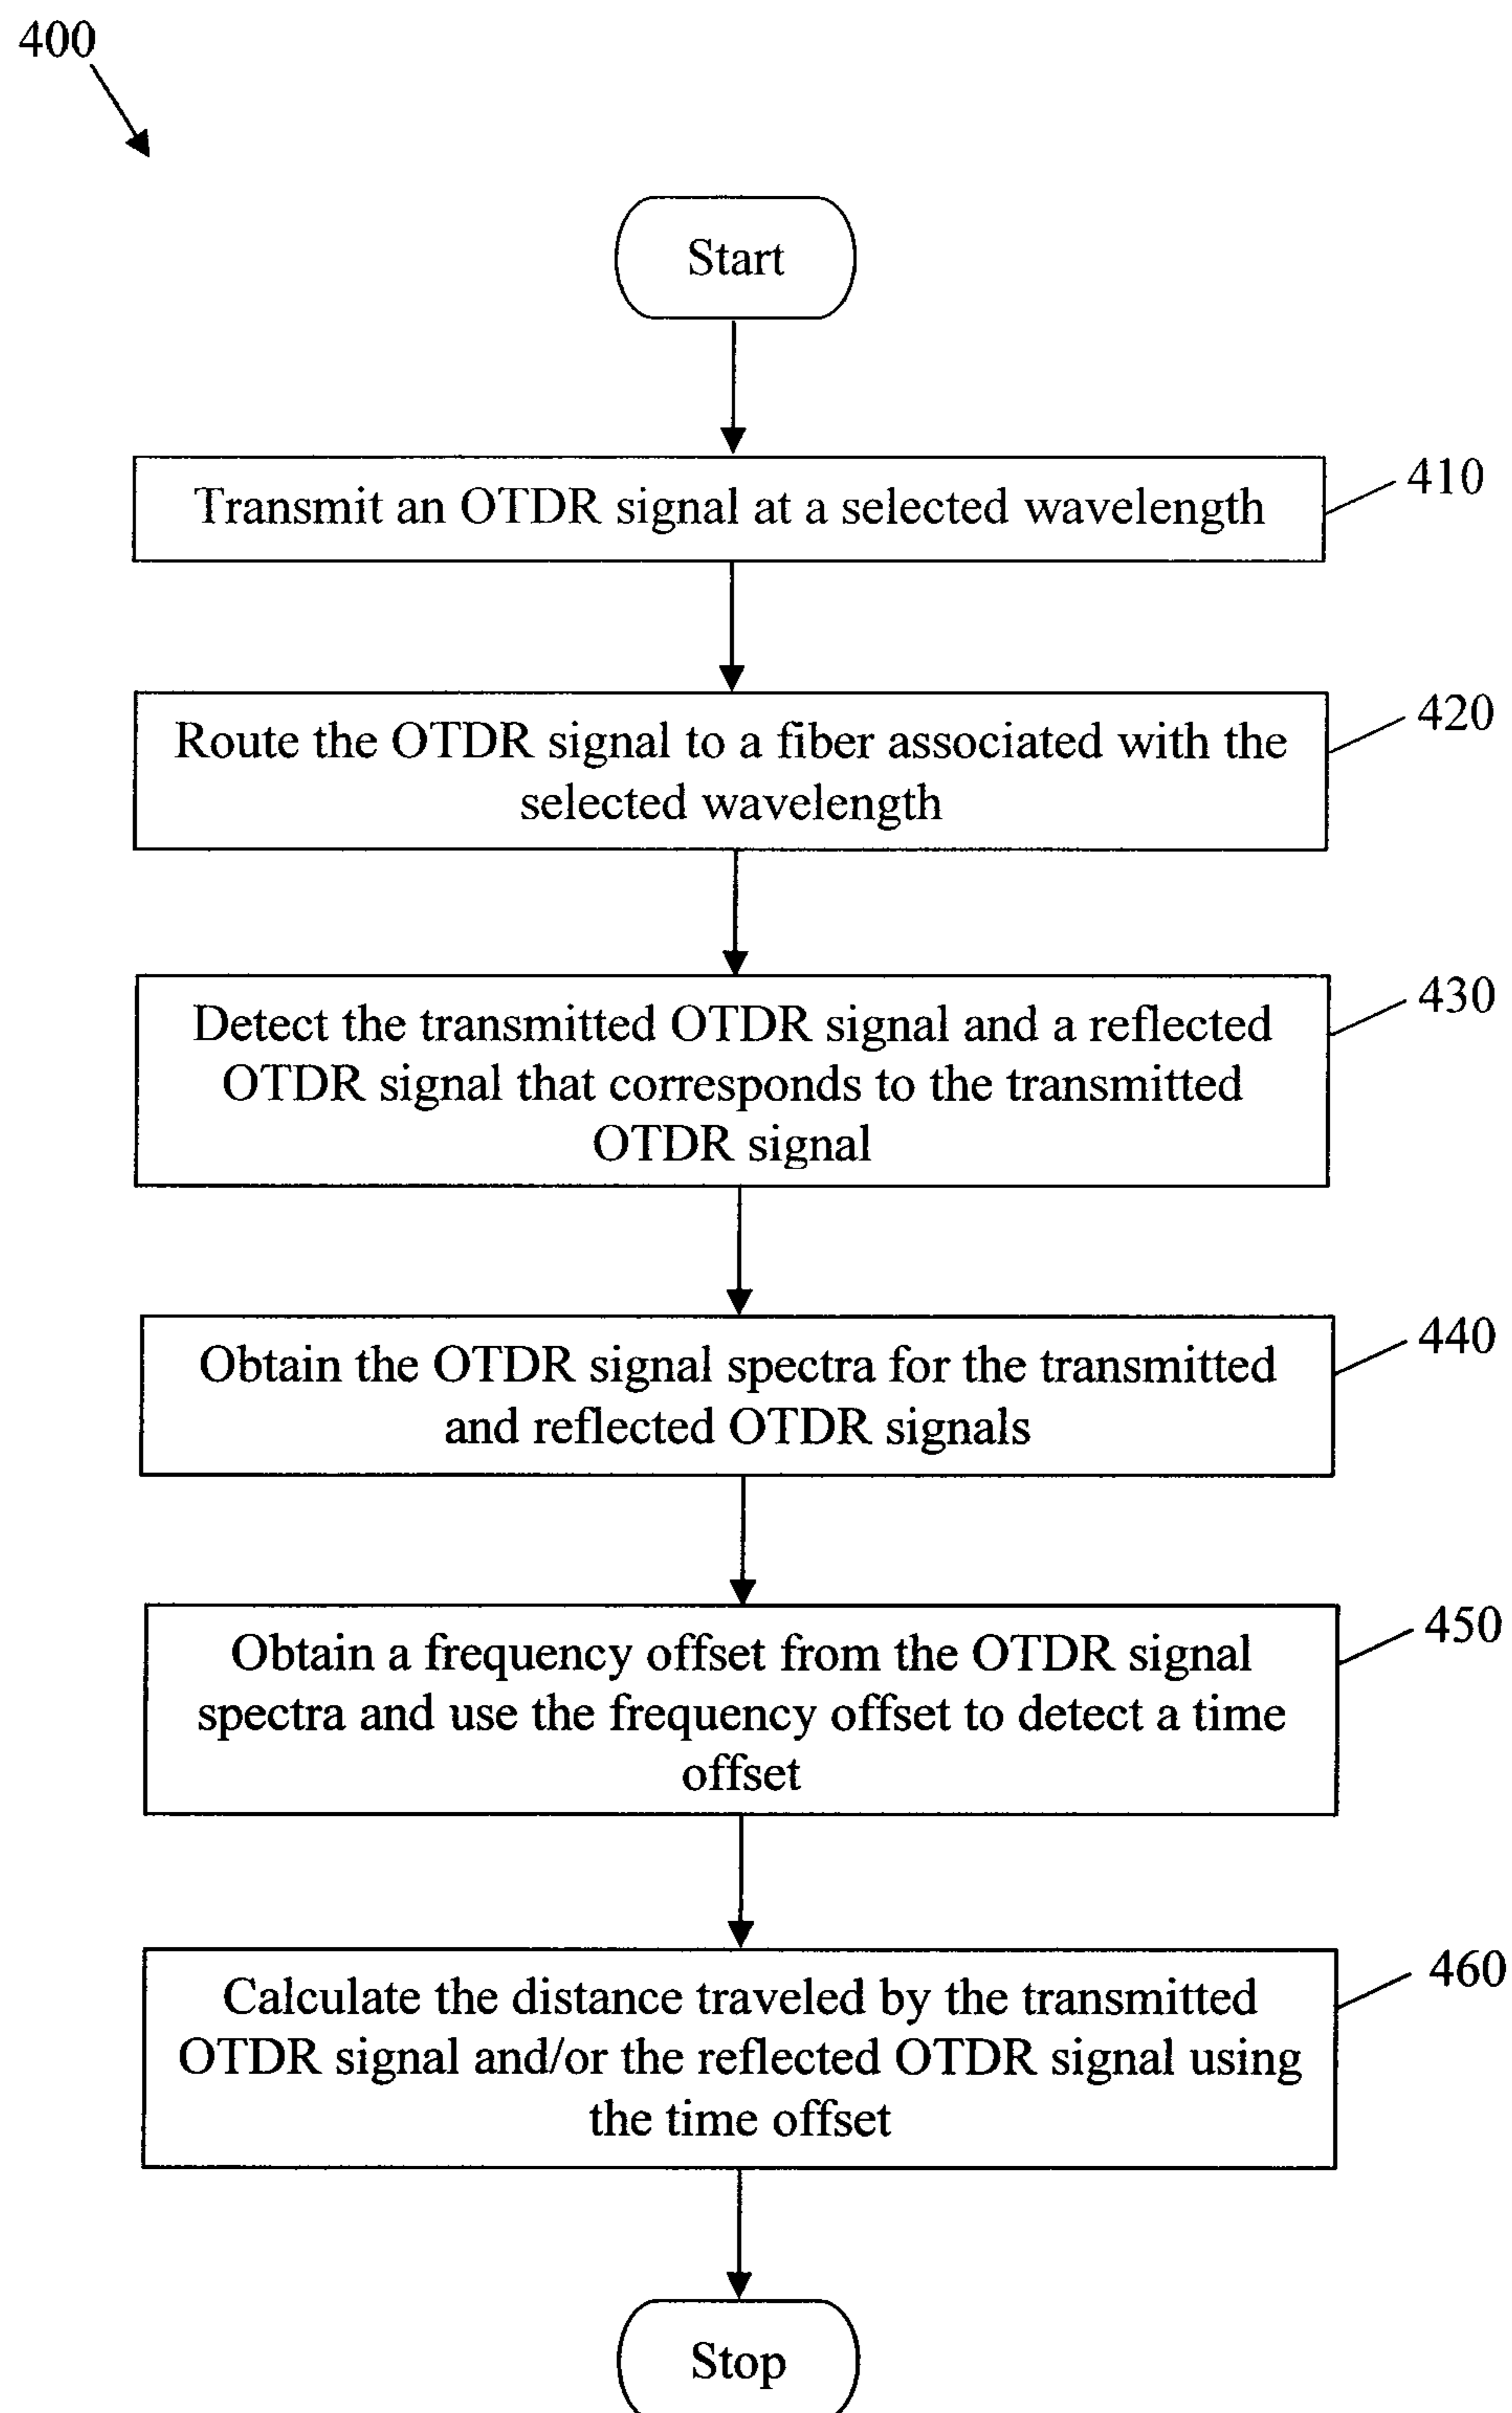 400
Start
Transmit an OTDR signal at a selected wavelength
410
Route the OTDR signal to a fiber associated with the
selected wavelength
420
Detect the transmitted OTDR signal and a reflected
OTDR signal that corresponds to the transmitted
OTDR signal
430
Obtain the OTDR signal spectra for the transmitted
and reflected OTDR signals
440
Obtain a frequency offset from the OTDR signal
spectra and use the frequency offset to detect a time
offset
450
Calculate the distance traveled by the transmitted
OTDR signal and/or the reflected OTDR signal using
the time offset
460
Stop